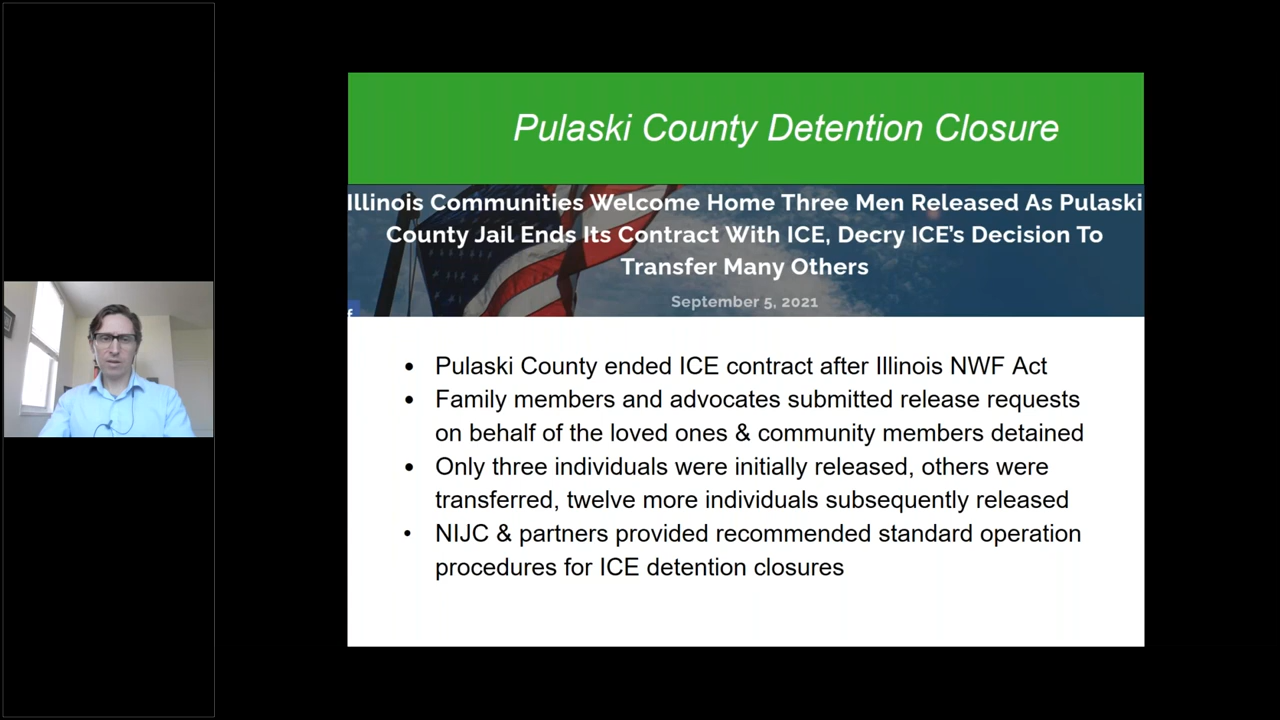 Pulaski County Detention Closure
Illinois Communities Welcome Home Three Men Released As Pulaski
County Jail Ends Its Contract With ICE, Decry ICE’s Decision To
Transfer Many Others
September 5, 2021
f
• Pulaski County ended ICE contract after Illinois NWF Act
• Family members and advocates submitted release requests
on behalf of the loved ones & community members detained
• Only three individuals were initially released, others were
transferred, twelve more individuals subsequently released
• NIJC & partners provided recommended standard operation
procedures for ICE detention closures